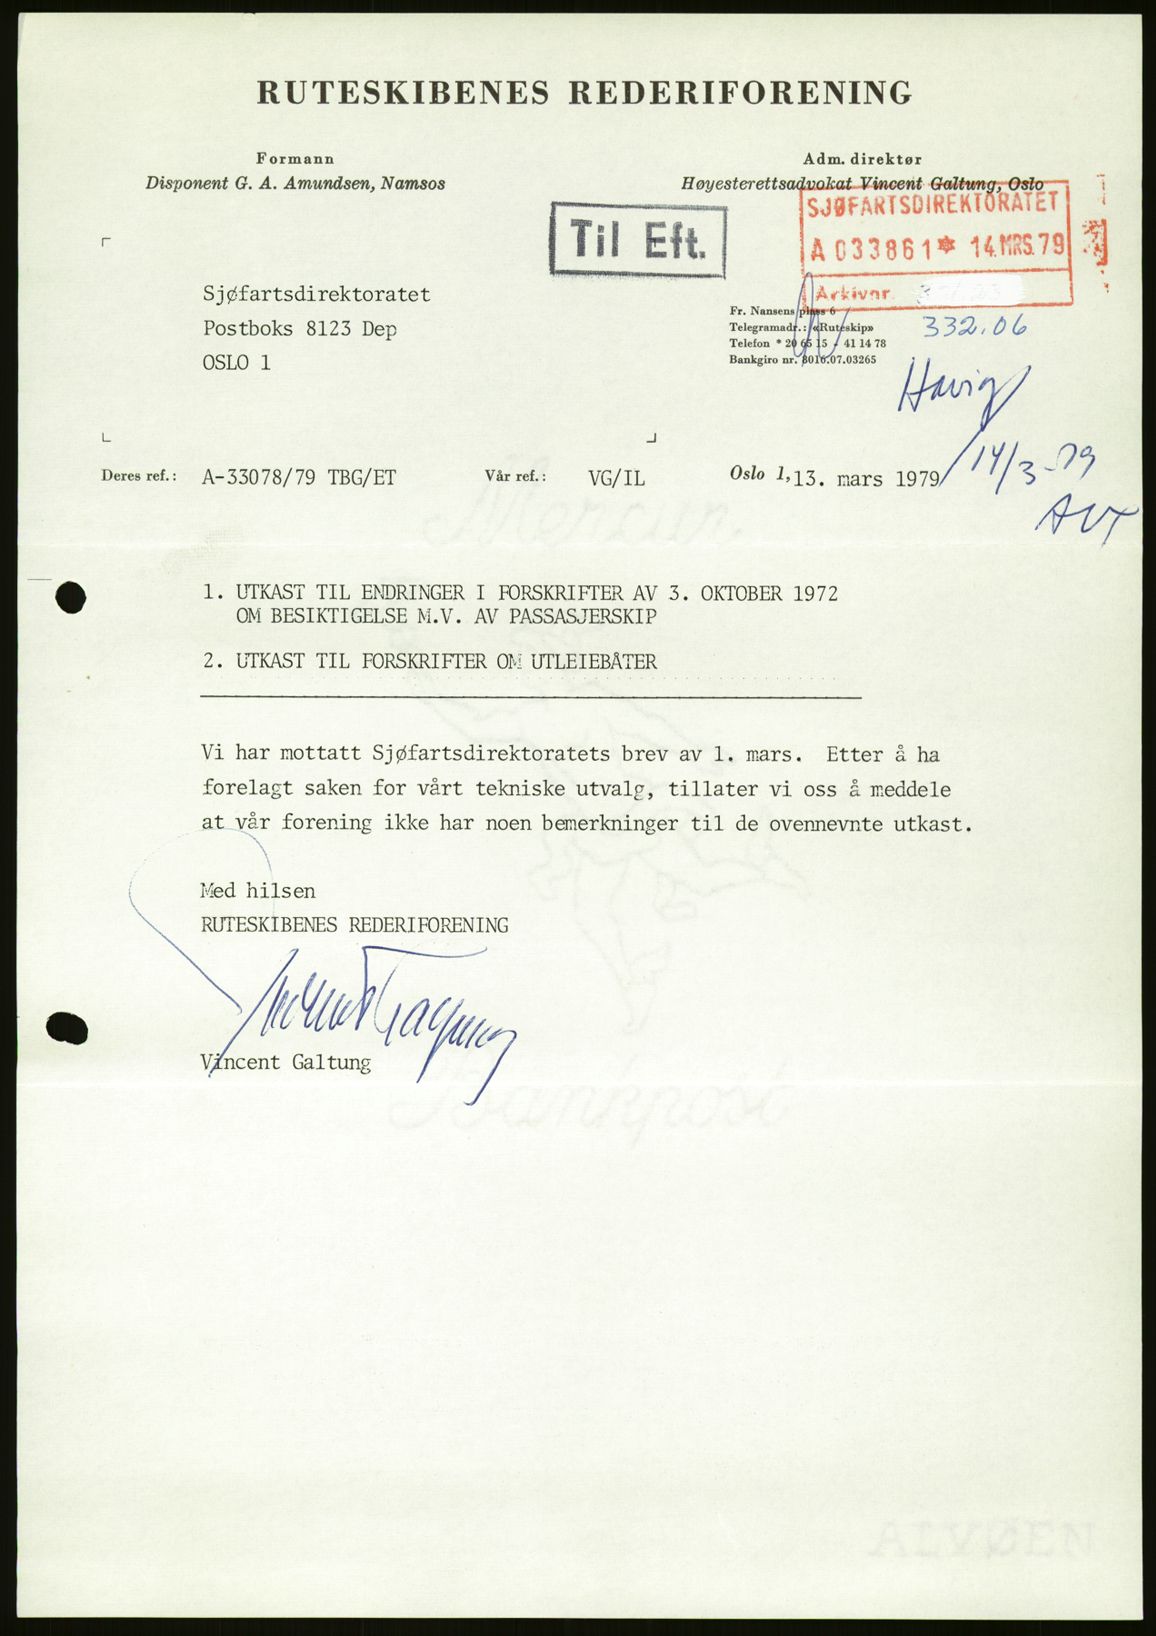 RUTESKIBENES REDERIFORENING
Formann
Disponent G. A. Amundsen, Namsos
Adm. direktør
Høyesterettsadvokat Vincent Galtung, Oslo
Til Eft.
SJØFARTSDIREKTORATET
A 033861* 14.MRS.79
Arkivnr.
332.06
Sjøfartsdirektoratet
Postboks 8123 Dep
OSLO 1
Fr. Nansens plass 6
Telegramadr.: «Ruteskip»
Telefon * 20 65 15 - 41 14 78
Bankgiro nr. 8016.07.03265
14/3-79
Deres ref.: A-33078/79 TBG/ET Vår ref.: VG/IL Oslo 1, 13. mars 1979
1. UTKAST TIL ENDRINGER I FORSKRIFTER AV 3. OKTOBER 1972
OM BESIKTIGELSE M.V. AV PASSASJERSKIP
2. UTKAST TIL FORSKRIFTER OM UTLEIEBÅTER
Vi har mottatt Sjøfartsdirektoratets brev av 1. mars. Etter å ha
forelagt saken for vårt tekniske utvalg, tillater vi oss å meddele
at vår forening ikke har noen bemerkninger til de ovennevnte utkast.
Med hilsen
RUTESKIBENES REDERIFORENING
Vincent Galtung
Vincent Galtung
Bankpost
ALVØEN